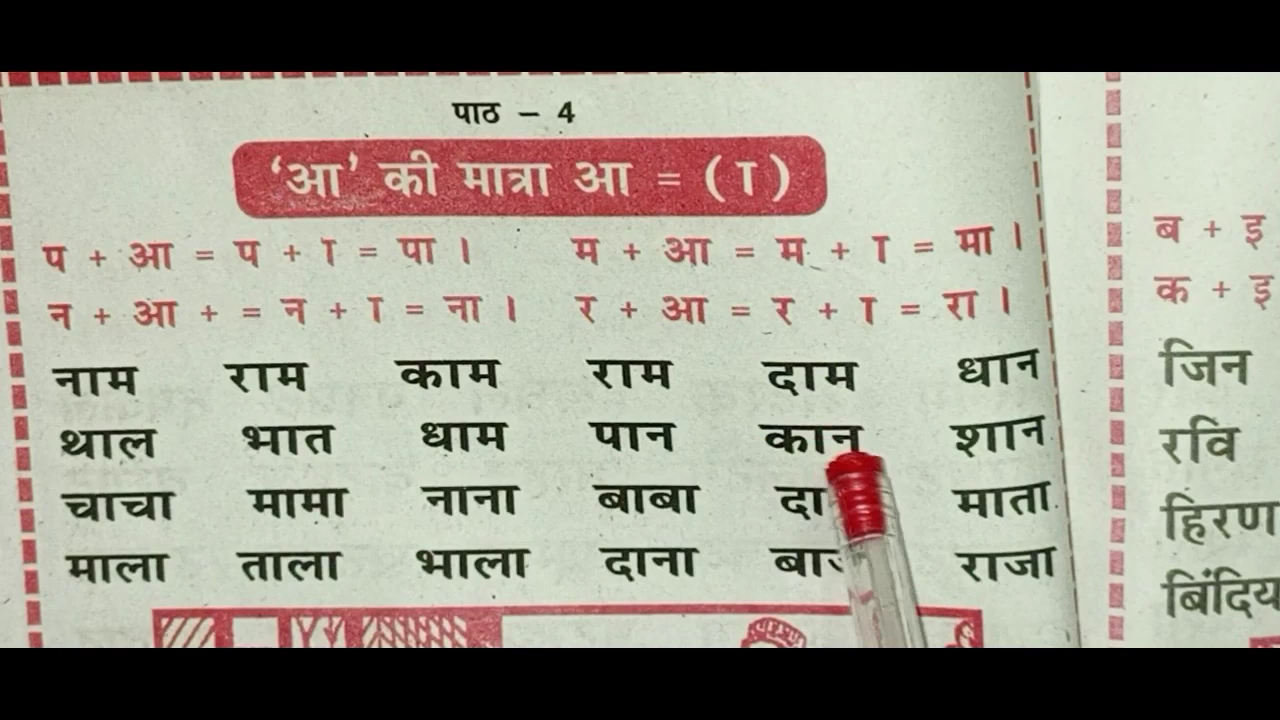 पाठ – 4
'आ' की मात्रा आ = (ा)
प + आ = प + ा = पा । म + आ = म + ा = मा ।
न + आ + = न + ा = ना । र + आ = र + ा = रा ।
नाम राम काम राम दाम धान
थाल भात धाम पान कान शान
चाचा मामा नाना बाबा माता
माला ताला भाला दाना राजा
ब + इ
क + इ
जिन
रवि
हिरण